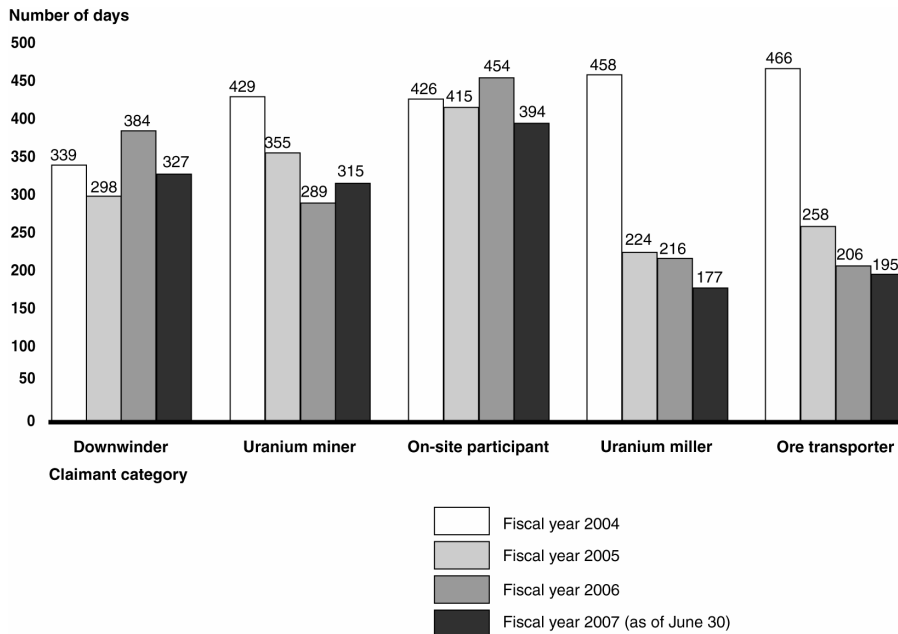 Number of days
500
450
400
350
300
250
200
150
100
50
0
339
298
384
327
429
355
289
315
426
415
454
394
458
224
216
177
466
258
206
195
Downwinder
Uranium miner
On-site participant
Uranium miller
Ore transporter
Claimant category
Fiscal year 2004
Fiscal year 2005
Fiscal year 2006
Fiscal year 2007 (as of June 30)